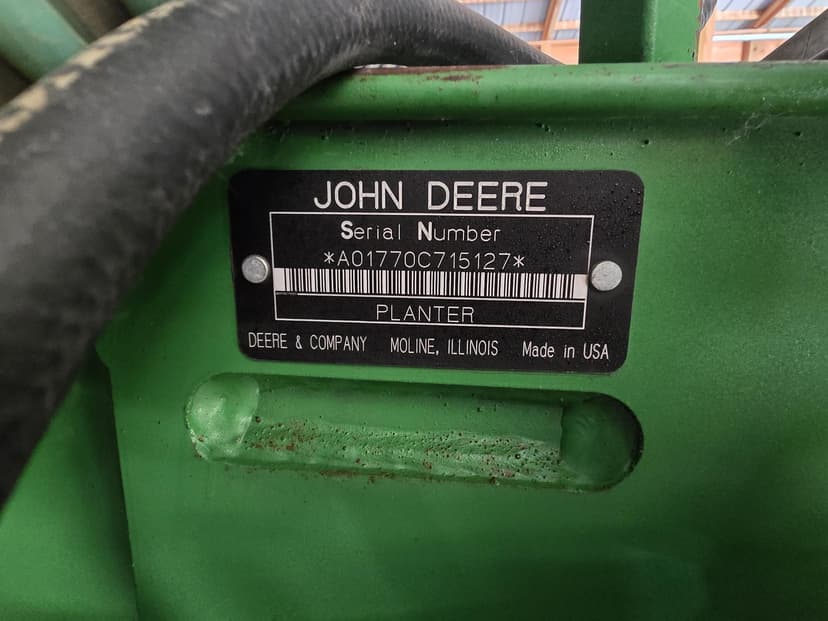 JOHN DEERE
Serial Number
*A01770C715127*
PLANTER
DEERE & COMPANY MOLINE, ILLINOIS Made in USA